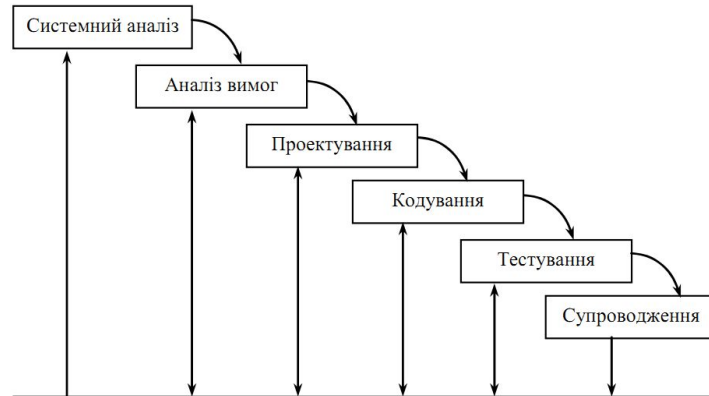 Системний аналіз
Аналіз вимог
Проектування
Кодування
Тестування
Супроводження